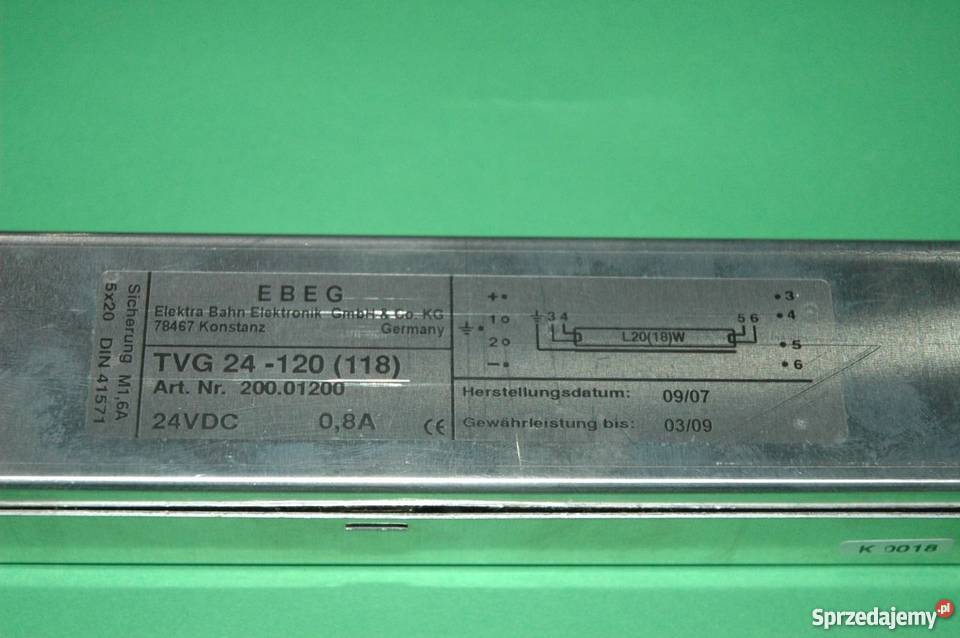 Sicherung M1,6A
5x20 DIN 41571
EBEG
Elektra Bahn Elektronik GmbH & Co. KG
78467 Konstanz Germany
TVG 24 -120 (118)
Art. Nr. 200.01200
24VDC 0,8A CE
+ 3
1 3 4 5 6 4
L20(18)W
2 5
− 6
Herstellungsdatum: 09/07
Gewährleistung bis: 03/09
K 0018
Sprzedajemy.pl